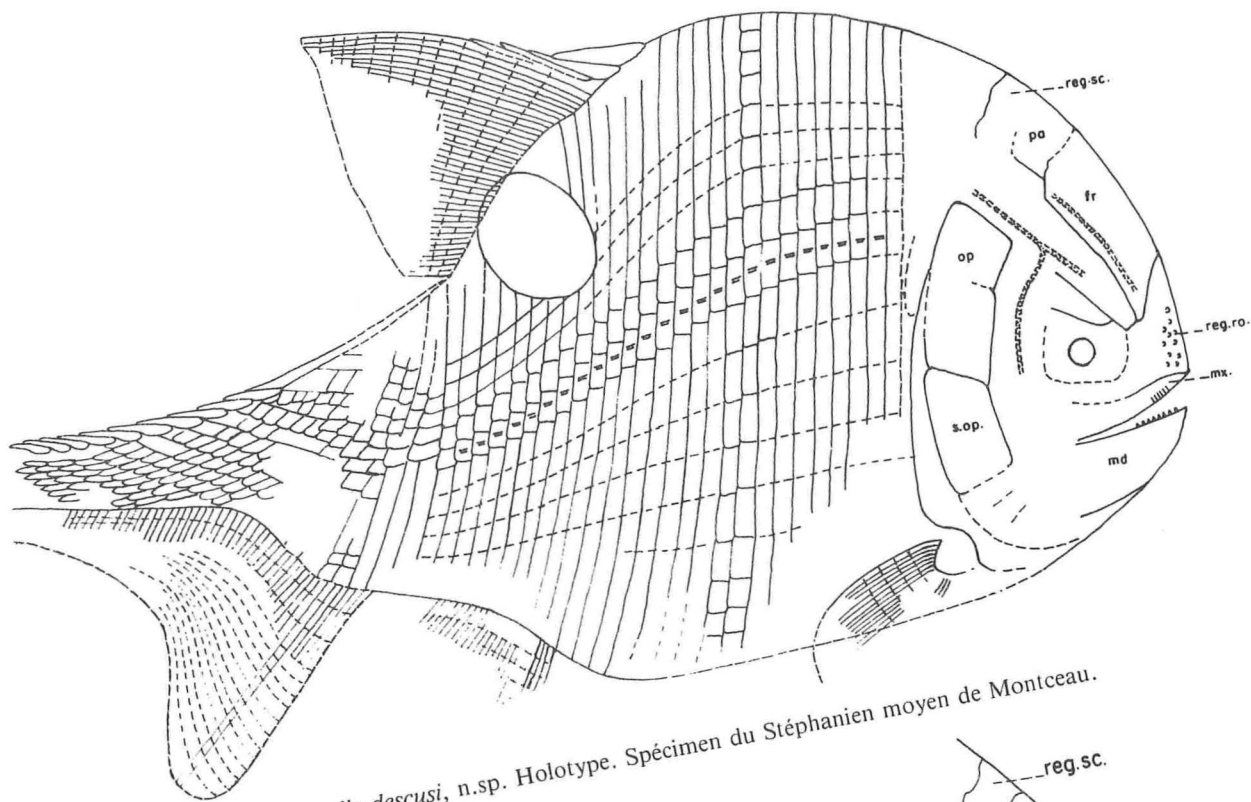 reg.sc.
pa
fr
op
reg.ro.
mx.
s.op.
md
descusi, n.sp. Holotype. Spécimen du Stéphanien moyen de Montceau.
reg.sc.